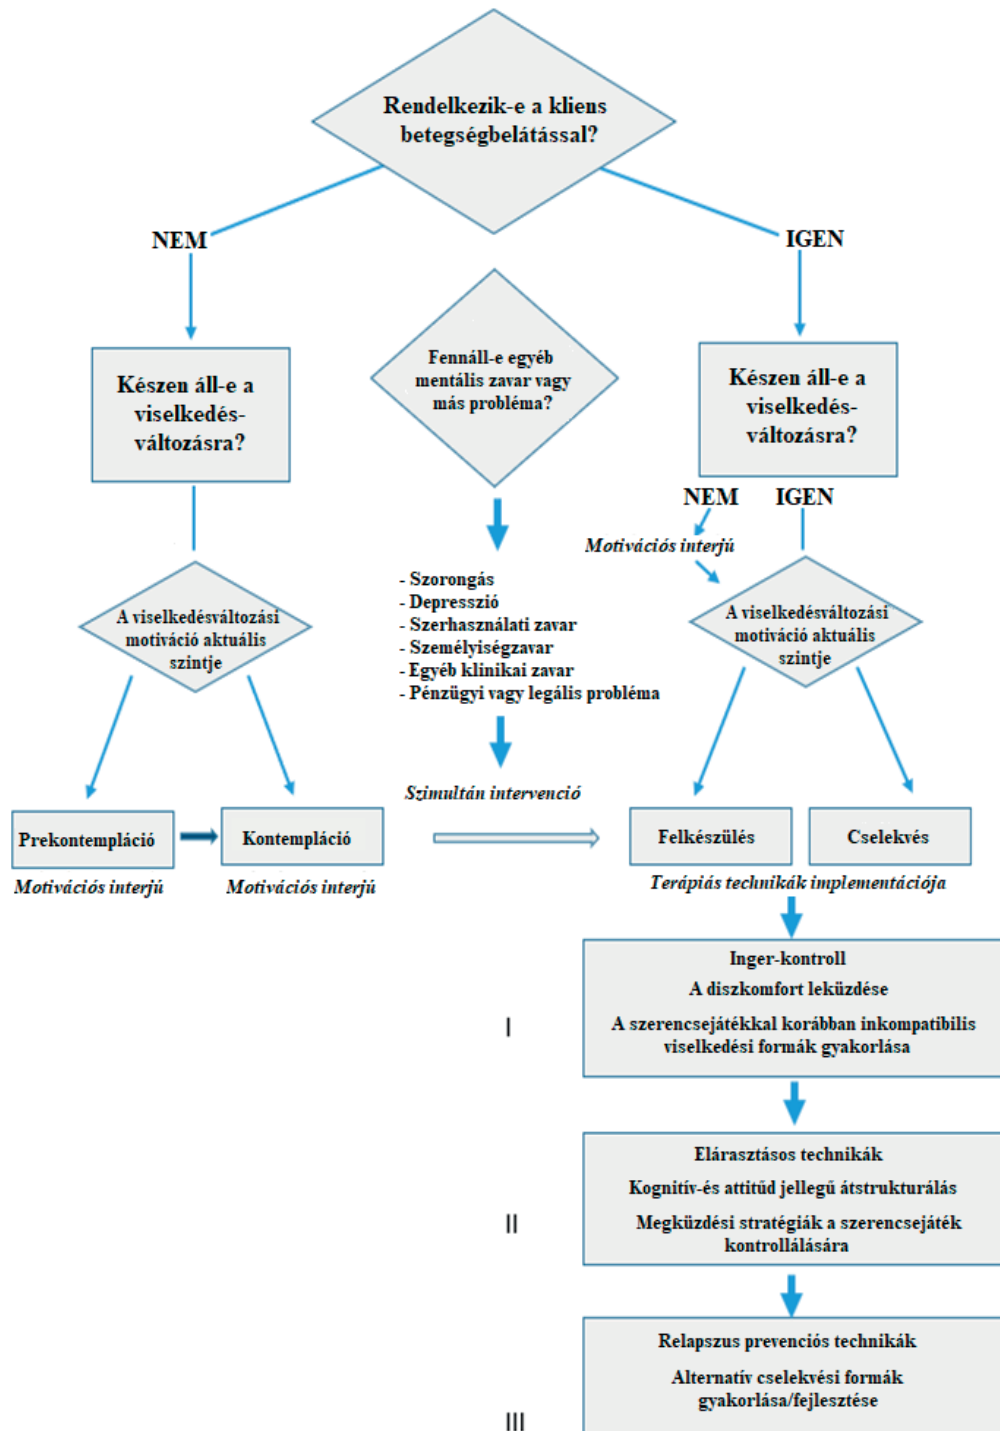 Rendelkezik-e a kliens
betegségbelátással?
NEM
IGEN
Készen áll-e a
viselkedés-
változásra?
Fennáll-e egyéb
mentális zavar vagy
más probléma?
Készen áll-e a
viselkedés-
változásra?
NEM
IGEN
Motivációs interjú
- Szorongás
- Depresszió
- Szerhasználati zavar
- Személyiségzavar
- Egyéb klinikai zavar
- Pénzügyi vagy legális probléma
A viselkedésváltozási
motiváció aktuális
szintje
A viselkedésváltozási
motiváció aktuális
szintje
Szimultán intervenció
Prekontempláció
Kontempláció
Felkészülés
Cselekvés
Motivációs interjú
Motivációs interjú
Terápiás technikák implementációja
I
Inger-kontroll
A diszkomfort leküzdése
A szerencsejátékkal korábban inkompatibilis
viselkedési formák gyakorlása
II
Elárasztásos technikák
Kognitív-és attitűd jellegű átstrukturálás
Megküzdési stratégiák a szerencsejáték
kontrollálására
III
Relapszus prevenciós technikák
Alternatív cselekvési formák
gyakorlása/fejlesztése